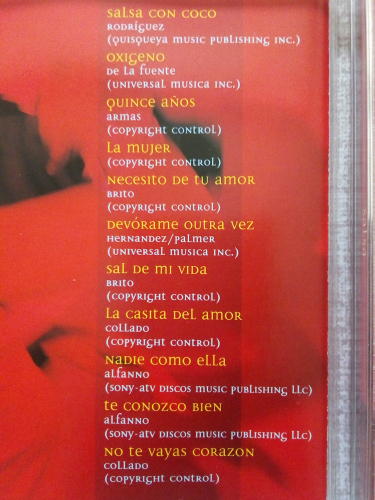 salsa con coco
Rodríguez
(Quisqueya Music Publishing Inc.)
oxigeno
de la fuente
(universal musica inc.)
quince años
armas
(copyright control)
la mujer
(copyright control)
necesito de tu amor
brito
(copyright control)
devórame outra vez
hernandez/palmer
(universal musica inc.)
sal de mi vida
brito
(copyright control)
la casita del amor
collado
(copyright control)
nadie como ella
alfanno
(sony-atv discos music publishing llc)
te conozco bien
alfanno
(sony-atv discos music publishing llc)
no te vayas corazon
collado
(copyright control)